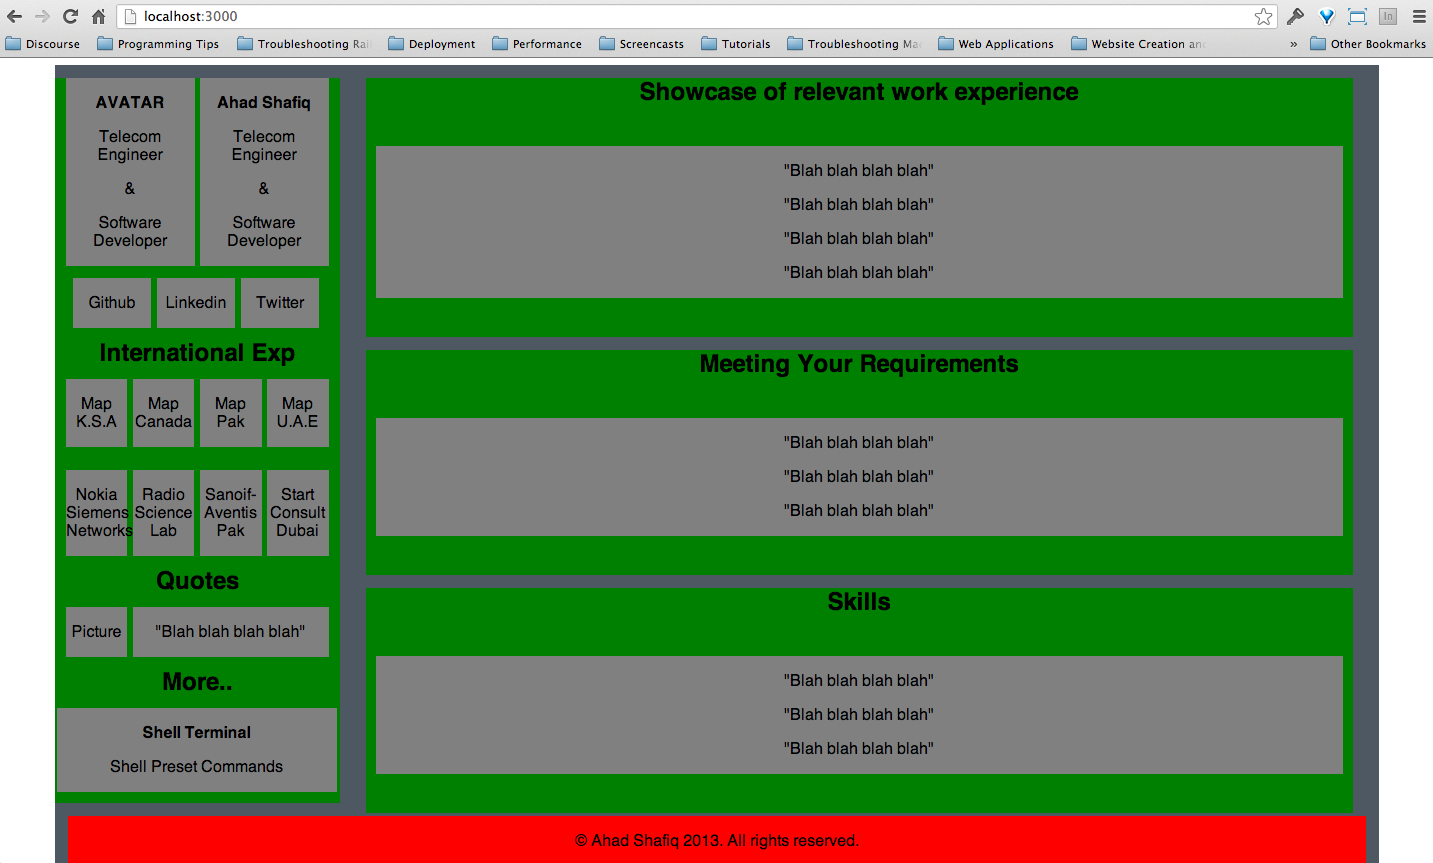 localhost:3000
Discourse Programming Tips Troubleshooting Rai Deployment Performance Screencasts Tutorials Troubleshooting Ma Web Applications Website Creation and » Other Bookmarks
AVATAR
Telecom
Engineer
&
Software
Developer
Ahad Shafiq
Telecom
Engineer
&
Software
Developer
Github
Linkedin
Twitter
International Exp
Map
K.S.A
Map
Canada
Map
Pak
Map
U.A.E
Nokia
Siemens
Networks
Radio
Science
Lab
Sanoif-
Aventis
Pak
Start
Consult
Dubai
Quotes
Picture
"Blah blah blah blah"
More..
Shell Terminal
Shell Preset Commands
Showcase of relevant work experience
"Blah blah blah blah"
"Blah blah blah blah"
"Blah blah blah blah"
"Blah blah blah blah"
Meeting Your Requirements
"Blah blah blah blah"
"Blah blah blah blah"
"Blah blah blah blah"
Skills
"Blah blah blah blah"
"Blah blah blah blah"
"Blah blah blah blah"
© Ahad Shafiq 2013. All rights reserved.